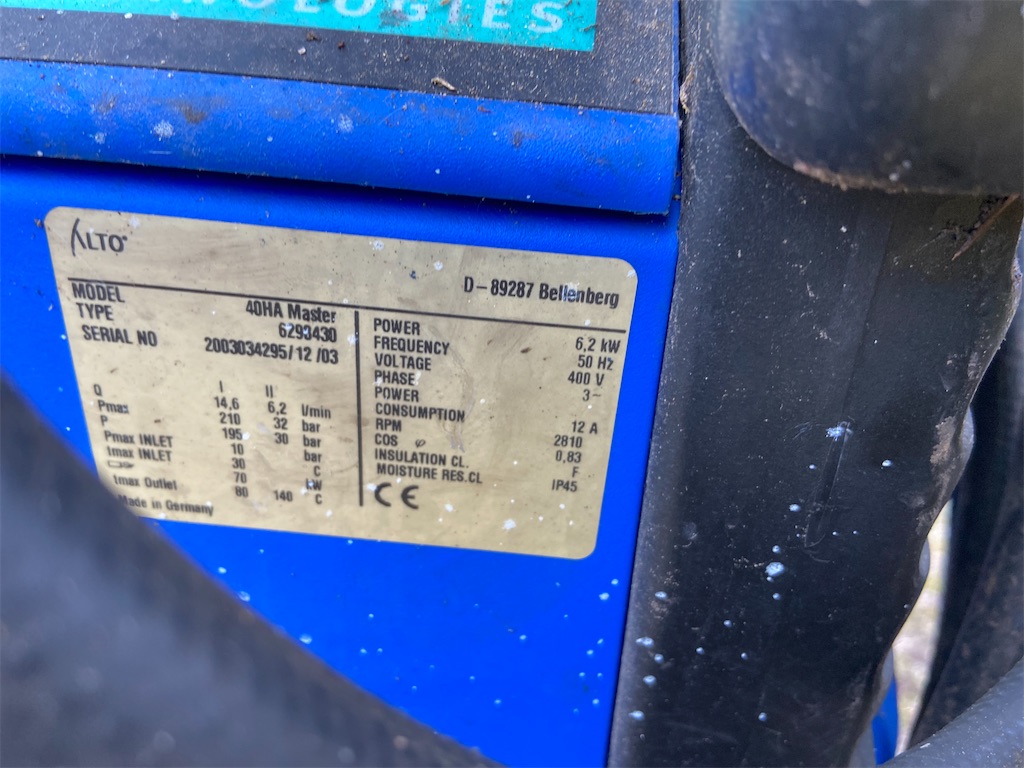 OLOGIES
ALTO
D-89287 Bellenberg
MODEL 40HA Master
TYPE 6293430
SERIAL NO 2003034295/12 /03
I II
Q 14,6 6,2 l/min
Pmax 210 32 bar
P 195 30 bar
Pmax INLET 10 bar
tmax INLET 30 C
70 kW
tmax Outlet 80 140 C
Made in Germany
POWER 6,2 kW
FREQUENCY 50 HZ
VOLTAGE 400 V
PHASE 3~
POWER
CONSUMPTION 12 A
RPM 2810
COS φ 0,83
INSULATION CL. F
MOISTURE RES.CL IP45
CE